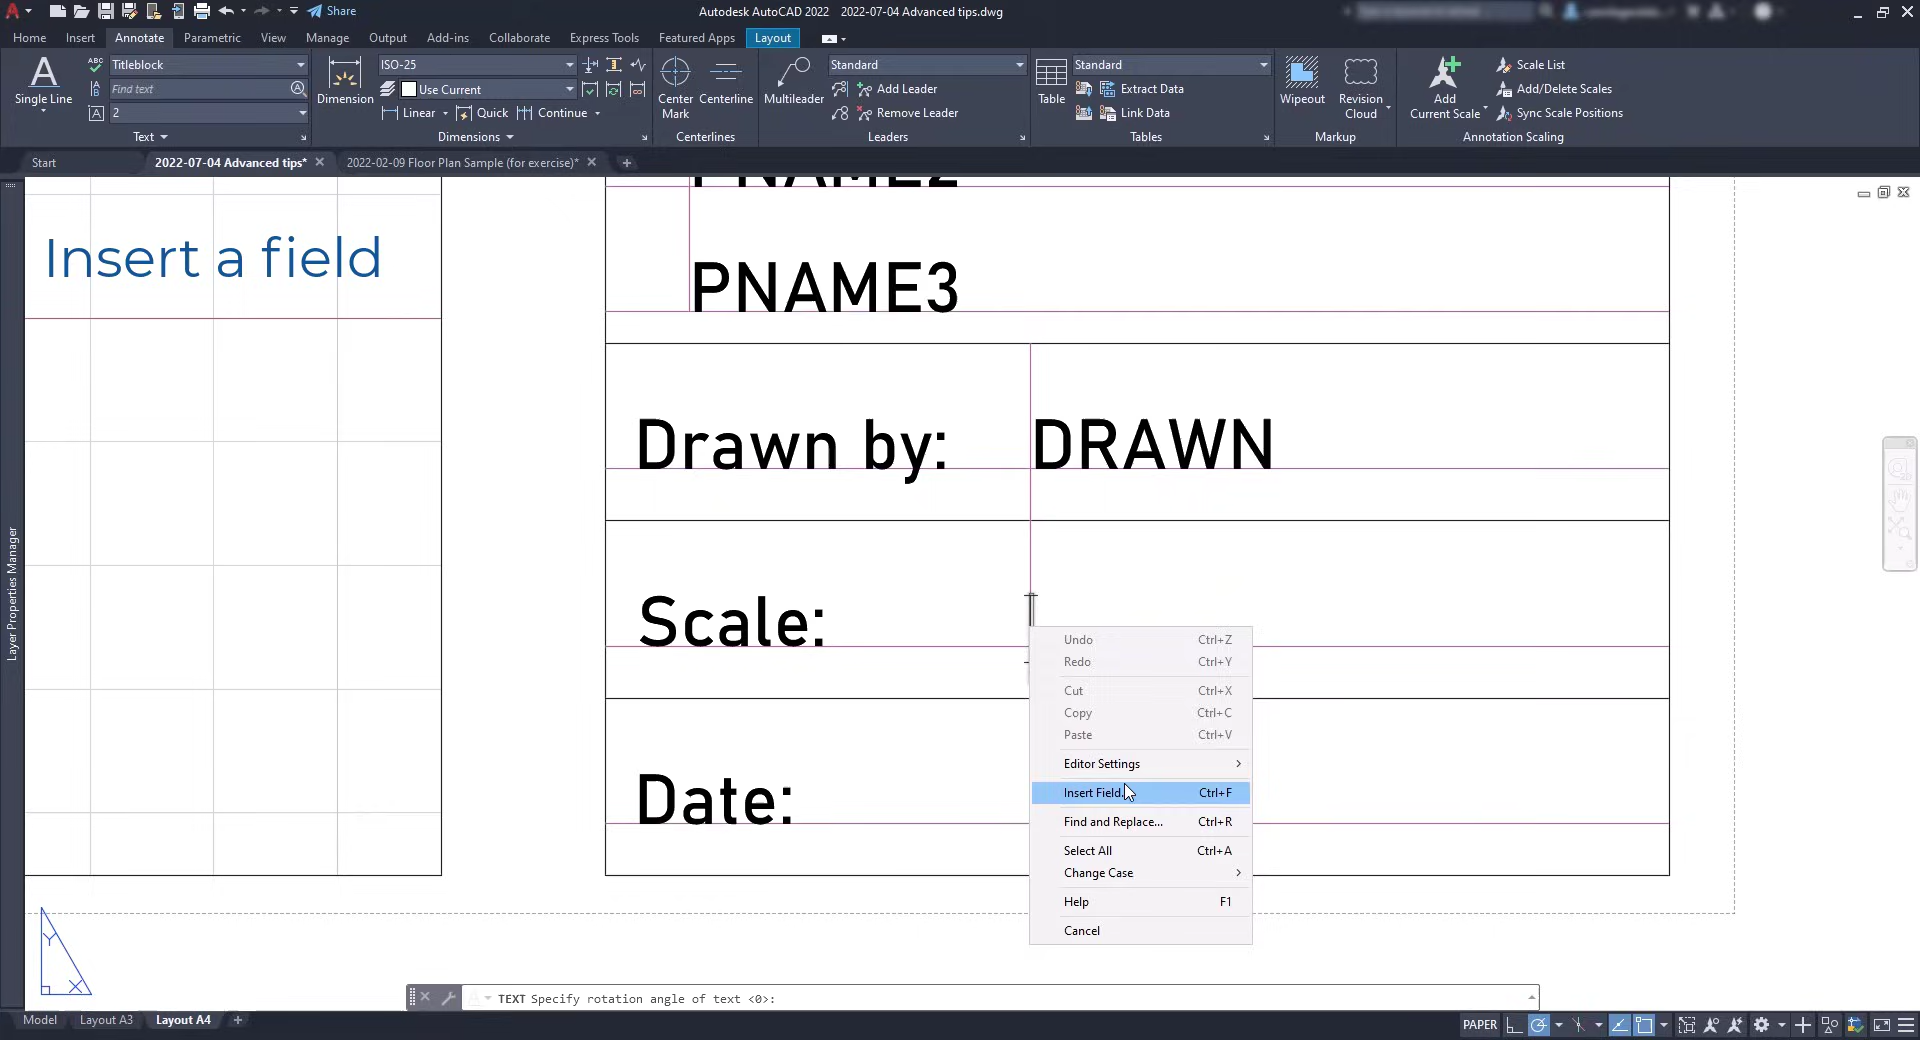 Share
Autodesk AutoCAD 2022 2022-07-04 Advanced tips.dwg
Home Insert Annotate Parametric View Manage Output Add-ins Collaborate Express Tools Featured Apps Layout
Single Line
ABC
Titleblock
Find text
2
Text
Dimension
ISO-25
Use Current
Linear Quick Continue
Dimensions
Center Mark
Centerline
Centerlines
Multileader
Standard
Add Leader
Remove Leader
Leaders
Table
Standard
Extract Data
Link Data
Tables
Wipeout
Revision Cloud
Markup
Add Current Scale
Scale List
Add/Delete Scales
Sync Scale Positions
Annotation Scaling
Start
2022-07-04 Advanced tips*
2022-02-09 Floor Plan Sample (for exercise)*
Layer Properties Manager
Insert a field
PNAME2
PNAME3
Drawn by: DRAWN
Scale:
Date:
Undo Ctrl+Z
Redo Ctrl+Y
Cut Ctrl+X
Copy Ctrl+C
Paste Ctrl+V
Editor Settings
Insert Field... Ctrl+F
Find and Replace... Ctrl+R
Select All Ctrl+A
Change Case
Help F1
Cancel
Y
X
TEXT Specify rotation angle of text <0>:
Model Layout A3 Layout A4
PAPER